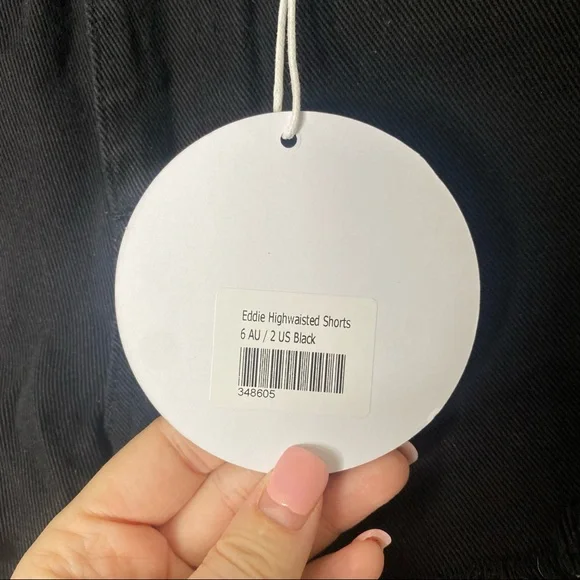 Eddie Highwaisted Shorts
6 AU / 2 US Black
348605